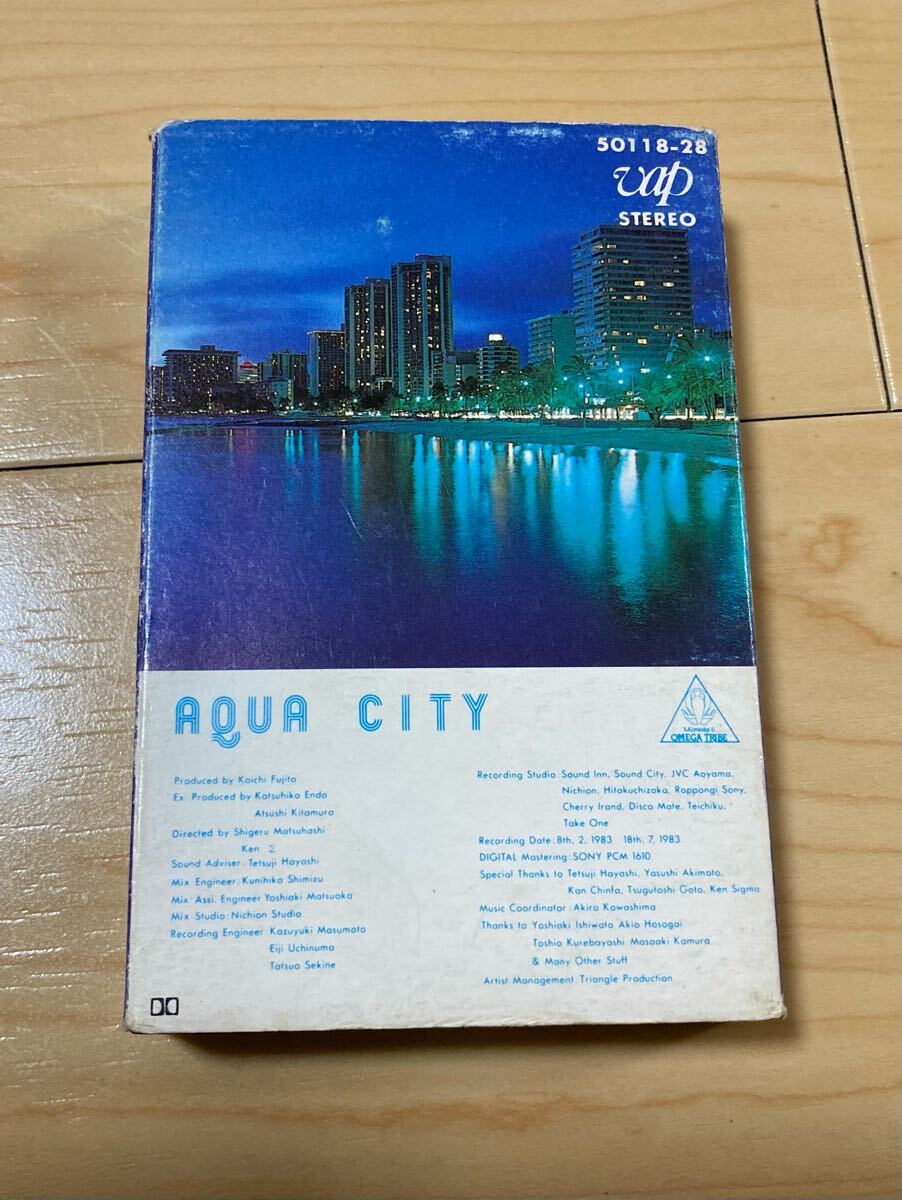 50118-28
vap
STEREO
AQUA CITY
S.Kiyotaka &
OMEGA TRIBE
Produced by Koichi Fujita
Ex. Produced by Katsuhiko Endo
Atsushi Kitamura
Directed by Shigeru Matsuhashi
Ken Σ
Sound Adviser: Tetsuji Hayashi
Mix Engineer: Kunihiko Shimizu
Mix Assi. Engineer Yoshiaki Matsuoka
Mix Studio: Nichion Studio
Recording Engineer: Kazuyuki Masumoto
Eiji Uchinuma
Tatsuo Sekine
Recording Studio: Sound Inn, Sound City, JVC Aoyama,
Nichion, Hitokuchizaka, Roppongi Sony,
Cherry Irand, Disco Mate, Teichiku,
Take One
Recording Date: 8th, 2, 1983 18th, 7, 1983
DIGITAL Mastering: SONY PCM 1610
Special Thanks to Tetsuji Hayashi, Yasushi Akimoto,
Kan Chinfa, Tsugutoshi Goto, Ken Sigma
Music Coordinator: Akira Kawashima
Thanks to Yoshiaki Ishiwata Akio Hosogai
Toshio Kurebayashi Masaaki Kamura
& Many Other Stuff
Artist Management: Triangle Production